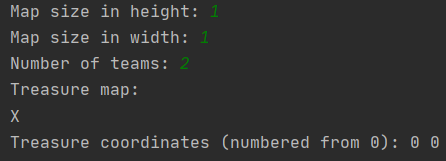 Map size in height: 1
Map size in width: 1
Number of teams: 2
Treasure map:
X
Treasure coordinates (numbered from 0): 0 0